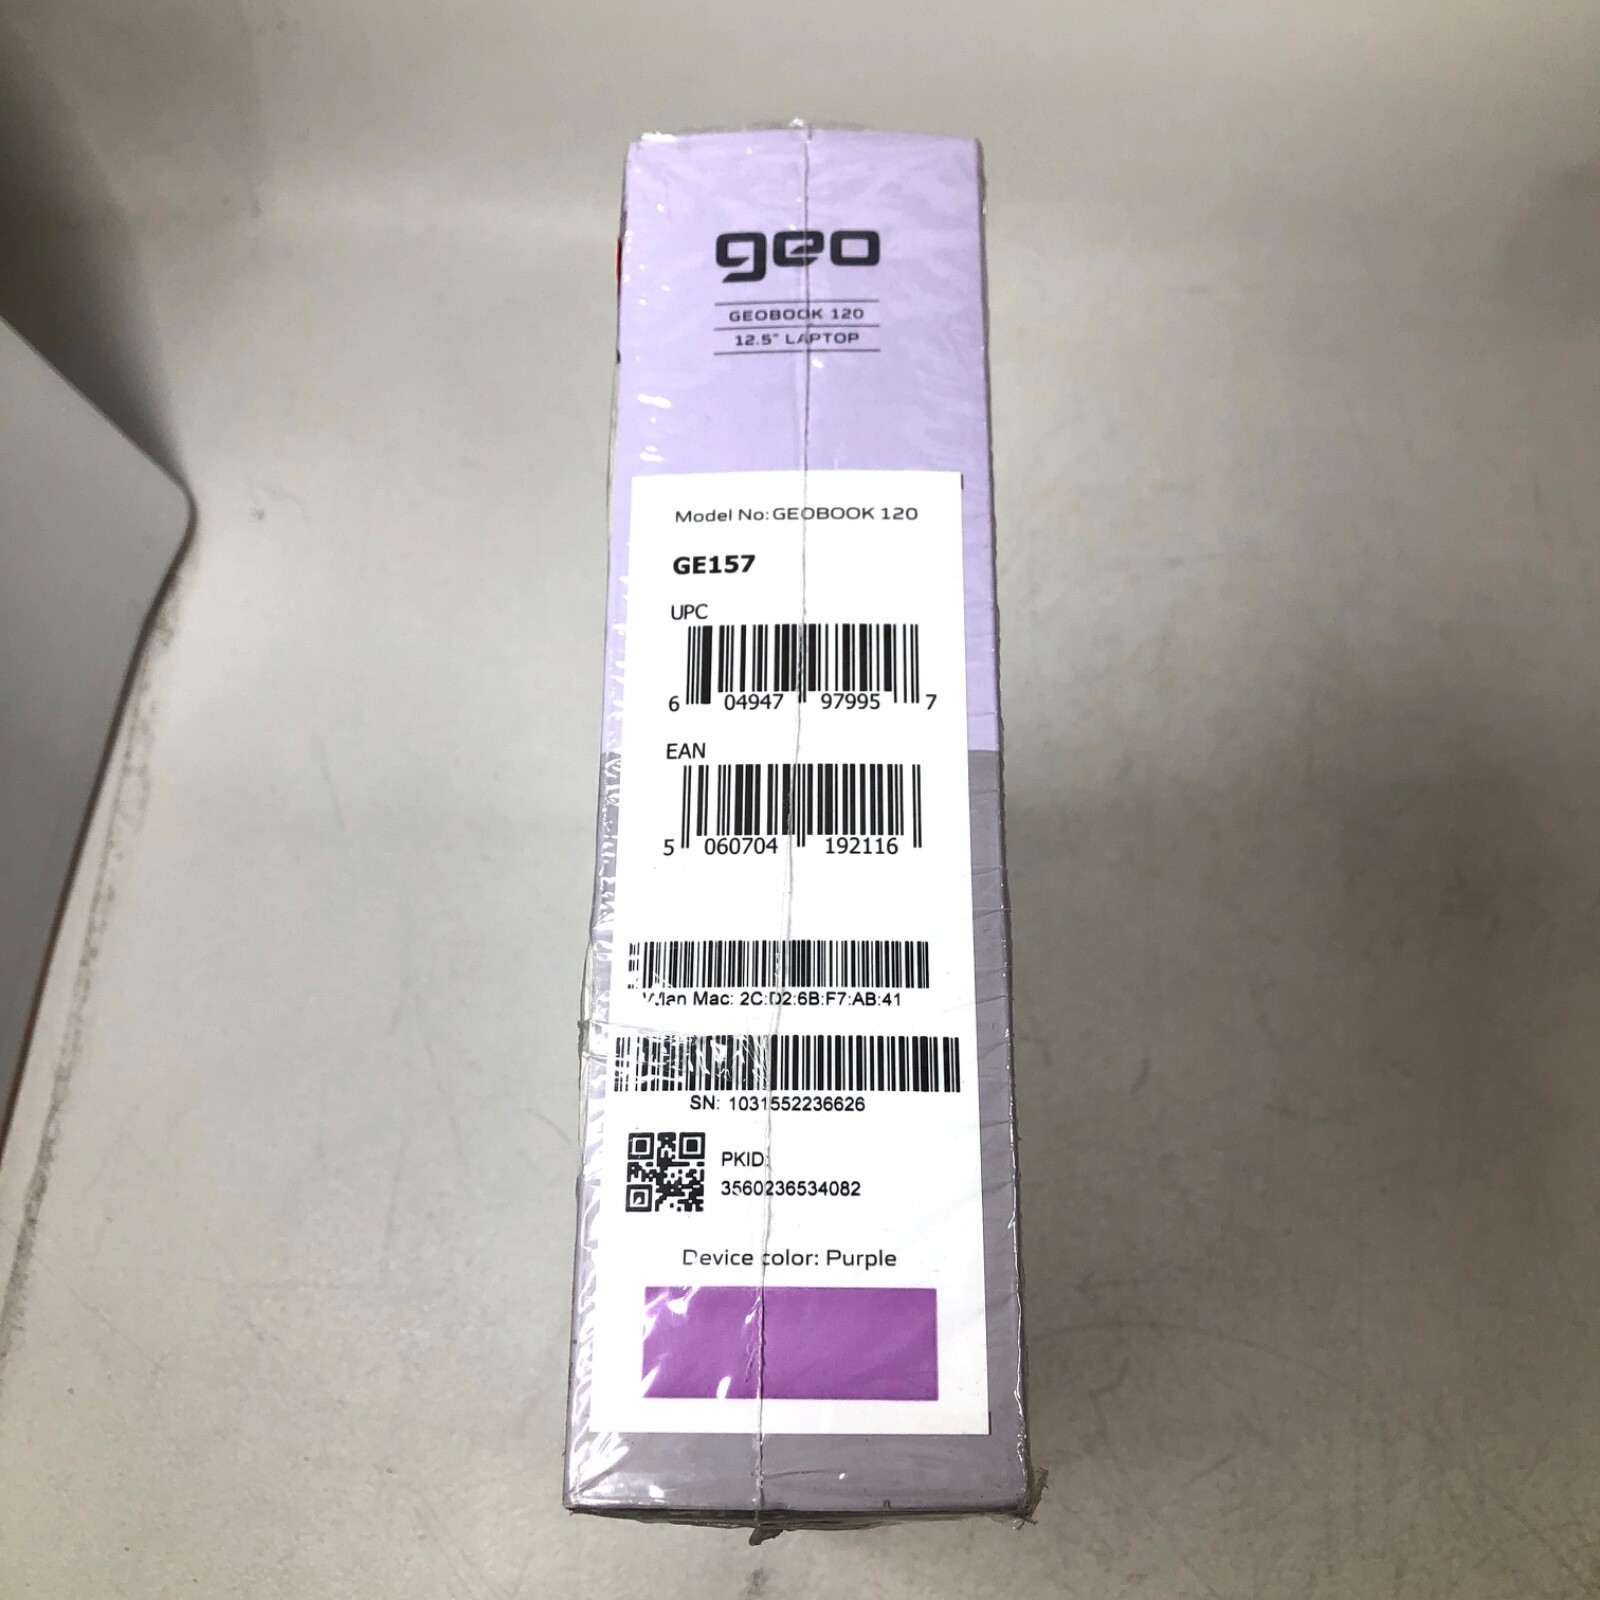 geo
GEOBOOK 120
12.5" LAPTOP
Model No: GEOBOOK 120
GE157
UPC
6 04947 97995 7
EAN
5 060704 192116
Wlan Mac: 2C:D2:6B:F7:AB:41
SN: 1031552236626
PKID:
3560236534082
Device color: Purple